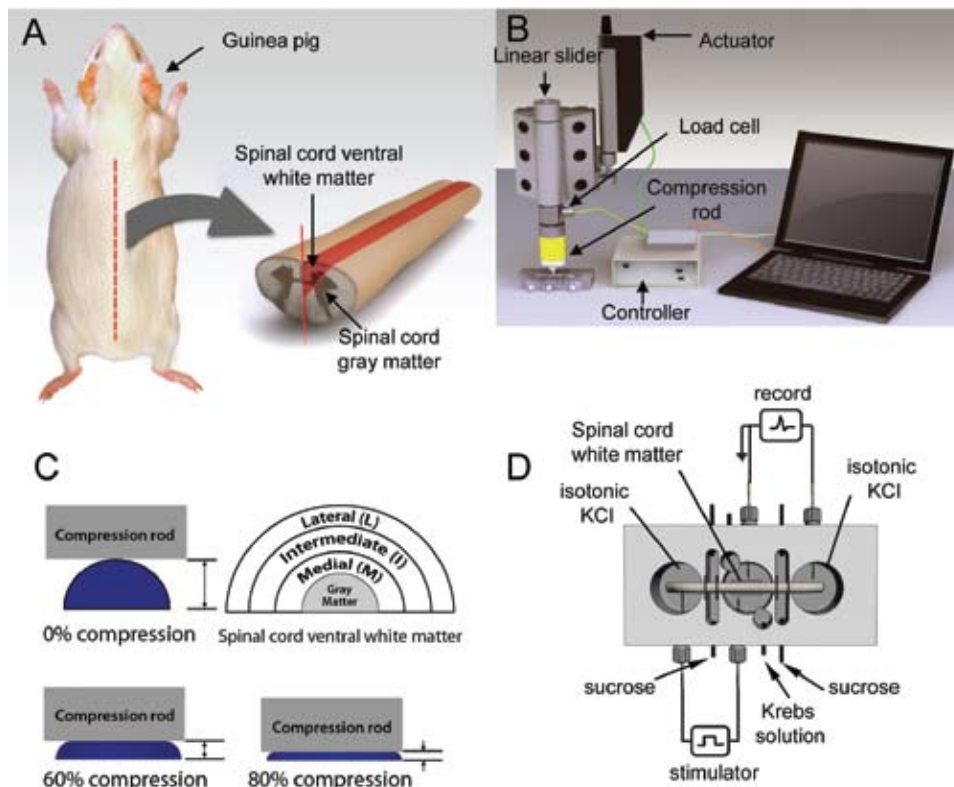 A
Guinea pig
Spinal cord ventral
white matter
Spinal cord
gray matter
B
Actuator
Linear slider
Load cell
Compression
rod
Controller
C
Compression rod
0% compression
Lateral (L)
Intermediate (I)
Medial (M)
Gray
Matter
Spinal cord ventral white matter
Compression rod
60% compression
Compression rod
80% compression
D
record
Spinal cord
white matter
isotonic
KCl
isotonic
KCl
sucrose
Krebs
solution
sucrose
stimulator